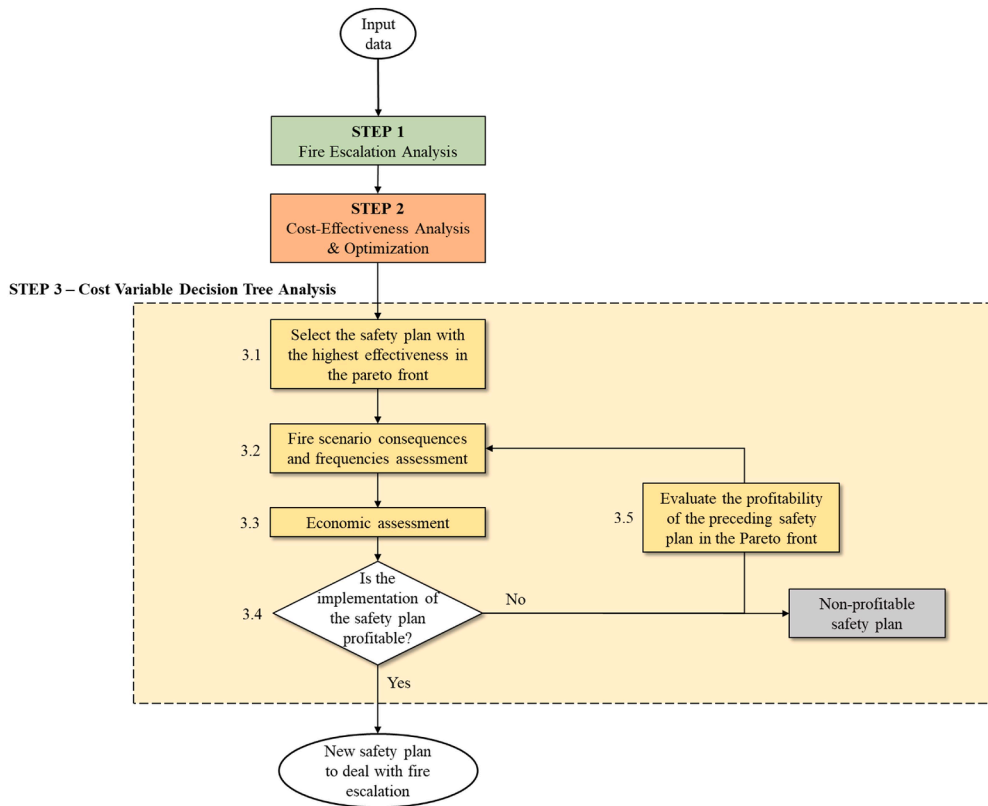 Input
data
STEP 1
Fire Escalation Analysis
STEP 2
Cost-Effectiveness Analysis
& Optimization
STEP 3 – Cost Variable Decision Tree Analysis
3.1
Select the safety plan with
the highest effectiveness in
the pareto front
3.2
Fire scenario consequences
and frequencies assessment
3.3
Economic assessment
3.5
Evaluate the profitability
of the preceding safety
plan in the Pareto front
3.4
Is the
implementation of
the safety plan
profitable?
No
Non-profitable
safety plan
Yes
New safety plan
to deal with fire
escalation